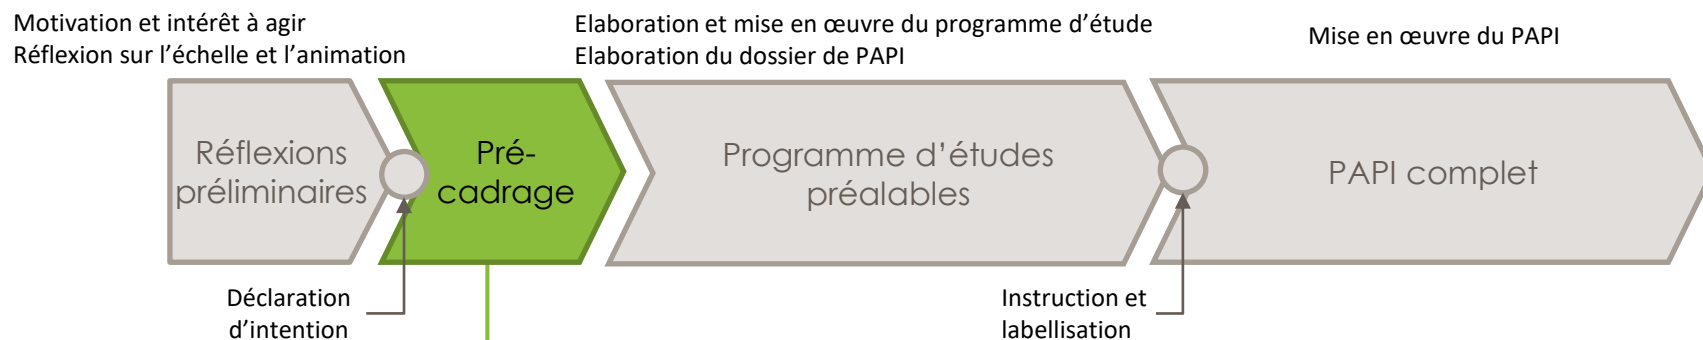 Motivation et intérêt à agir
Réflexion sur l’échelle et l’animation
Elaboration et mise en œuvre du programme d’étude
Elaboration du dossier de PAPI
Mise en œuvre du PAPI
Réflexions
préliminaires
Pré-
cadrage
Programme d’études
préalables
PAPI complet
Déclaration
d’intention
Instruction et
labellisation